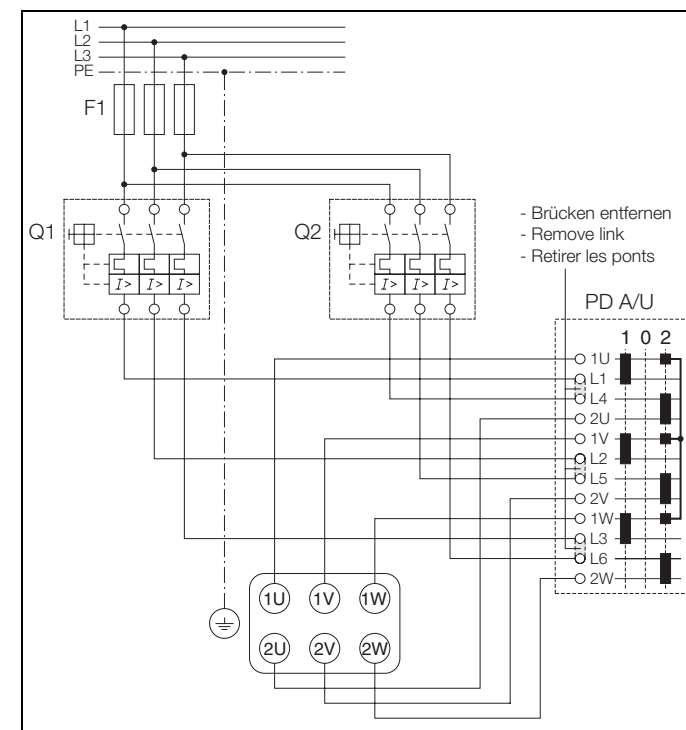 L1
L2
L3
PE
F1
Q1
I> I> I>
Q2
I> I> I>
- Brücken entfernen
- Remove link
- Retirer les ponts
PD A/U
1 0 2
1U
L1
L4
2U
1V
L2
L5
2V
1W
L3
L6
2W
1U 1V 1W
2U 2V 2W